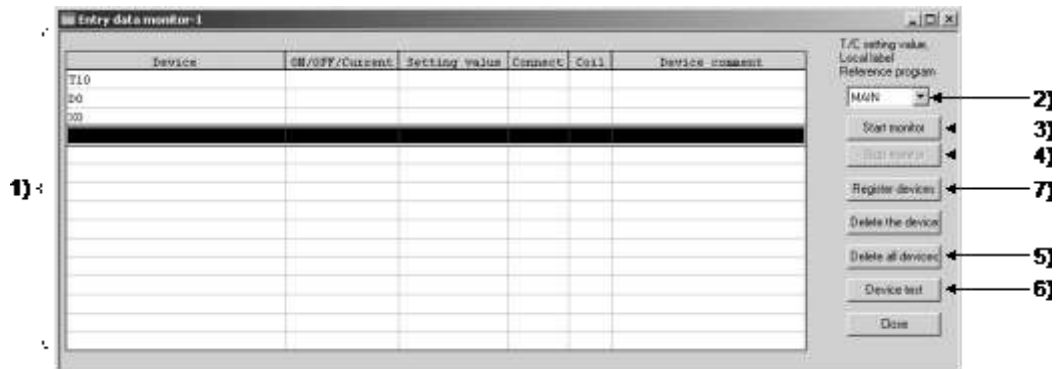 Entry data monitor-1
T/C setting value,
Local label
Reference program
Device ON/OFF/Current Setting value Connect Coil Device comment
T10
D0
X0
MAIN
2)
Start monitor
3)
Stop monitor
4)
1)
Register devices
7)
Delete the device
Delete all devices
5)
Device test
6)
Close